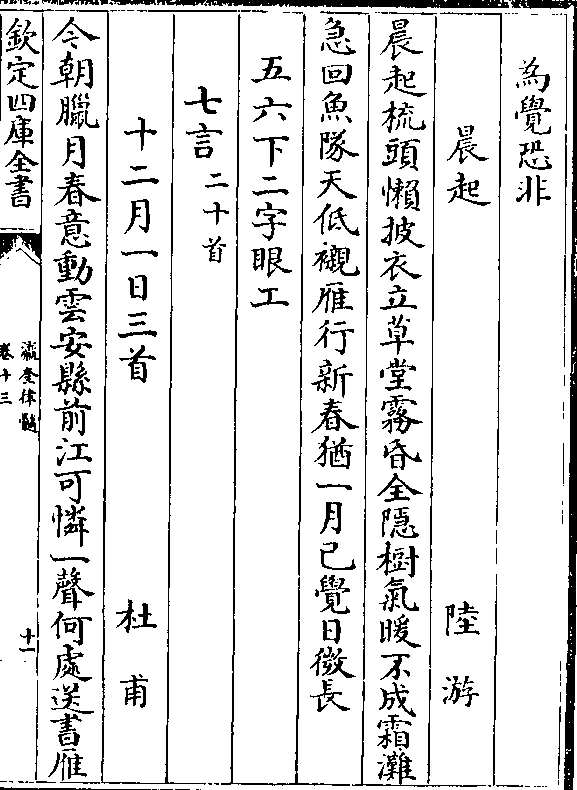 為覺恐非
晨起 陸游
晨起梳頭懶披衣立草堂霧昏全隱樹氣暖不成霜灘
急回魚隊天低襯雁行新春猶一月已覺日微長
五六下二字眼工
七言 二十首
十二月一日三首 杜甫
今朝臘月春意動雲安縣前江可憐一聲何處送書雁
欽定四庫全書
瀛奎律髓
卷十三
十一